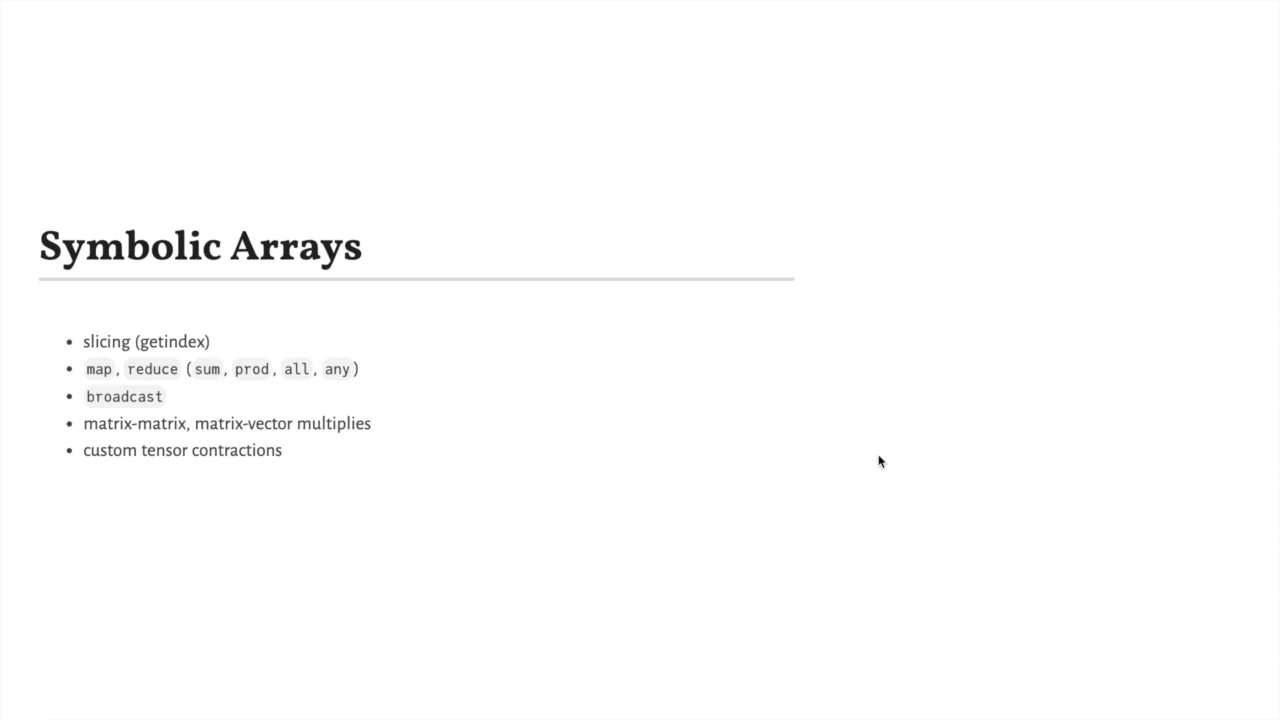 Symbolic Arrays
• slicing (getindex)
• map, reduce (sum, prod, all, any)
• broadcast
• matrix-matrix, matrix-vector multiplies
• custom tensor contractions